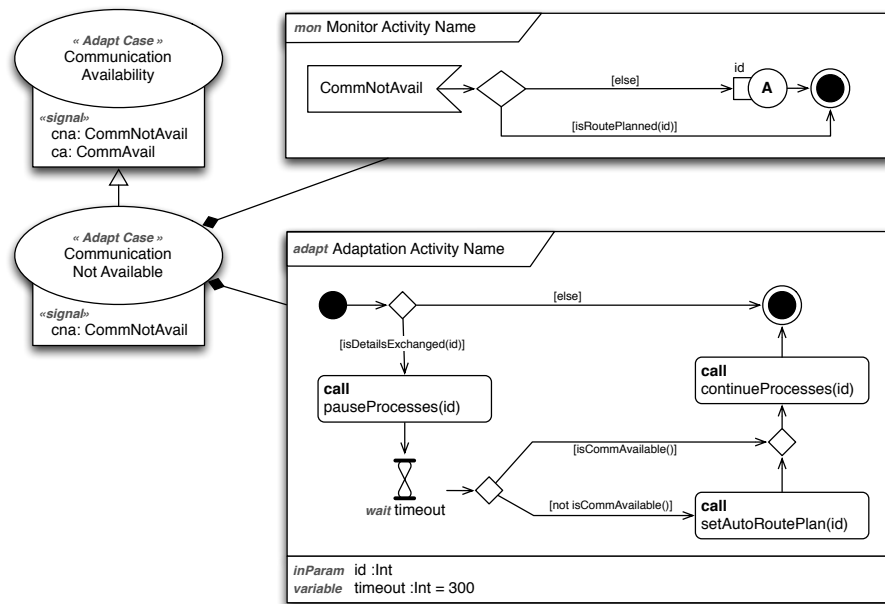 « Adapt Case »
Communication
Availability
«signal»
cna: CommNotAvail
ca: CommAvail
« Adapt Case »
Communication
Not Available
«signal»
cna: CommNotAvail
mon Monitor Activity Name
CommNotAvail
[else]
id
A
[isRoutePlanned(id)]
adapt Adaptation Activity Name
[else]
[isDetailsExchanged(id)]
call
pauseProcesses(id)
call
continueProcesses(id)
[isCommAvailable()]
wait timeout
[not isCommAvailable()]
call
setAutoRoutePlan(id)
inParam id :Int
variable timeout :Int = 300